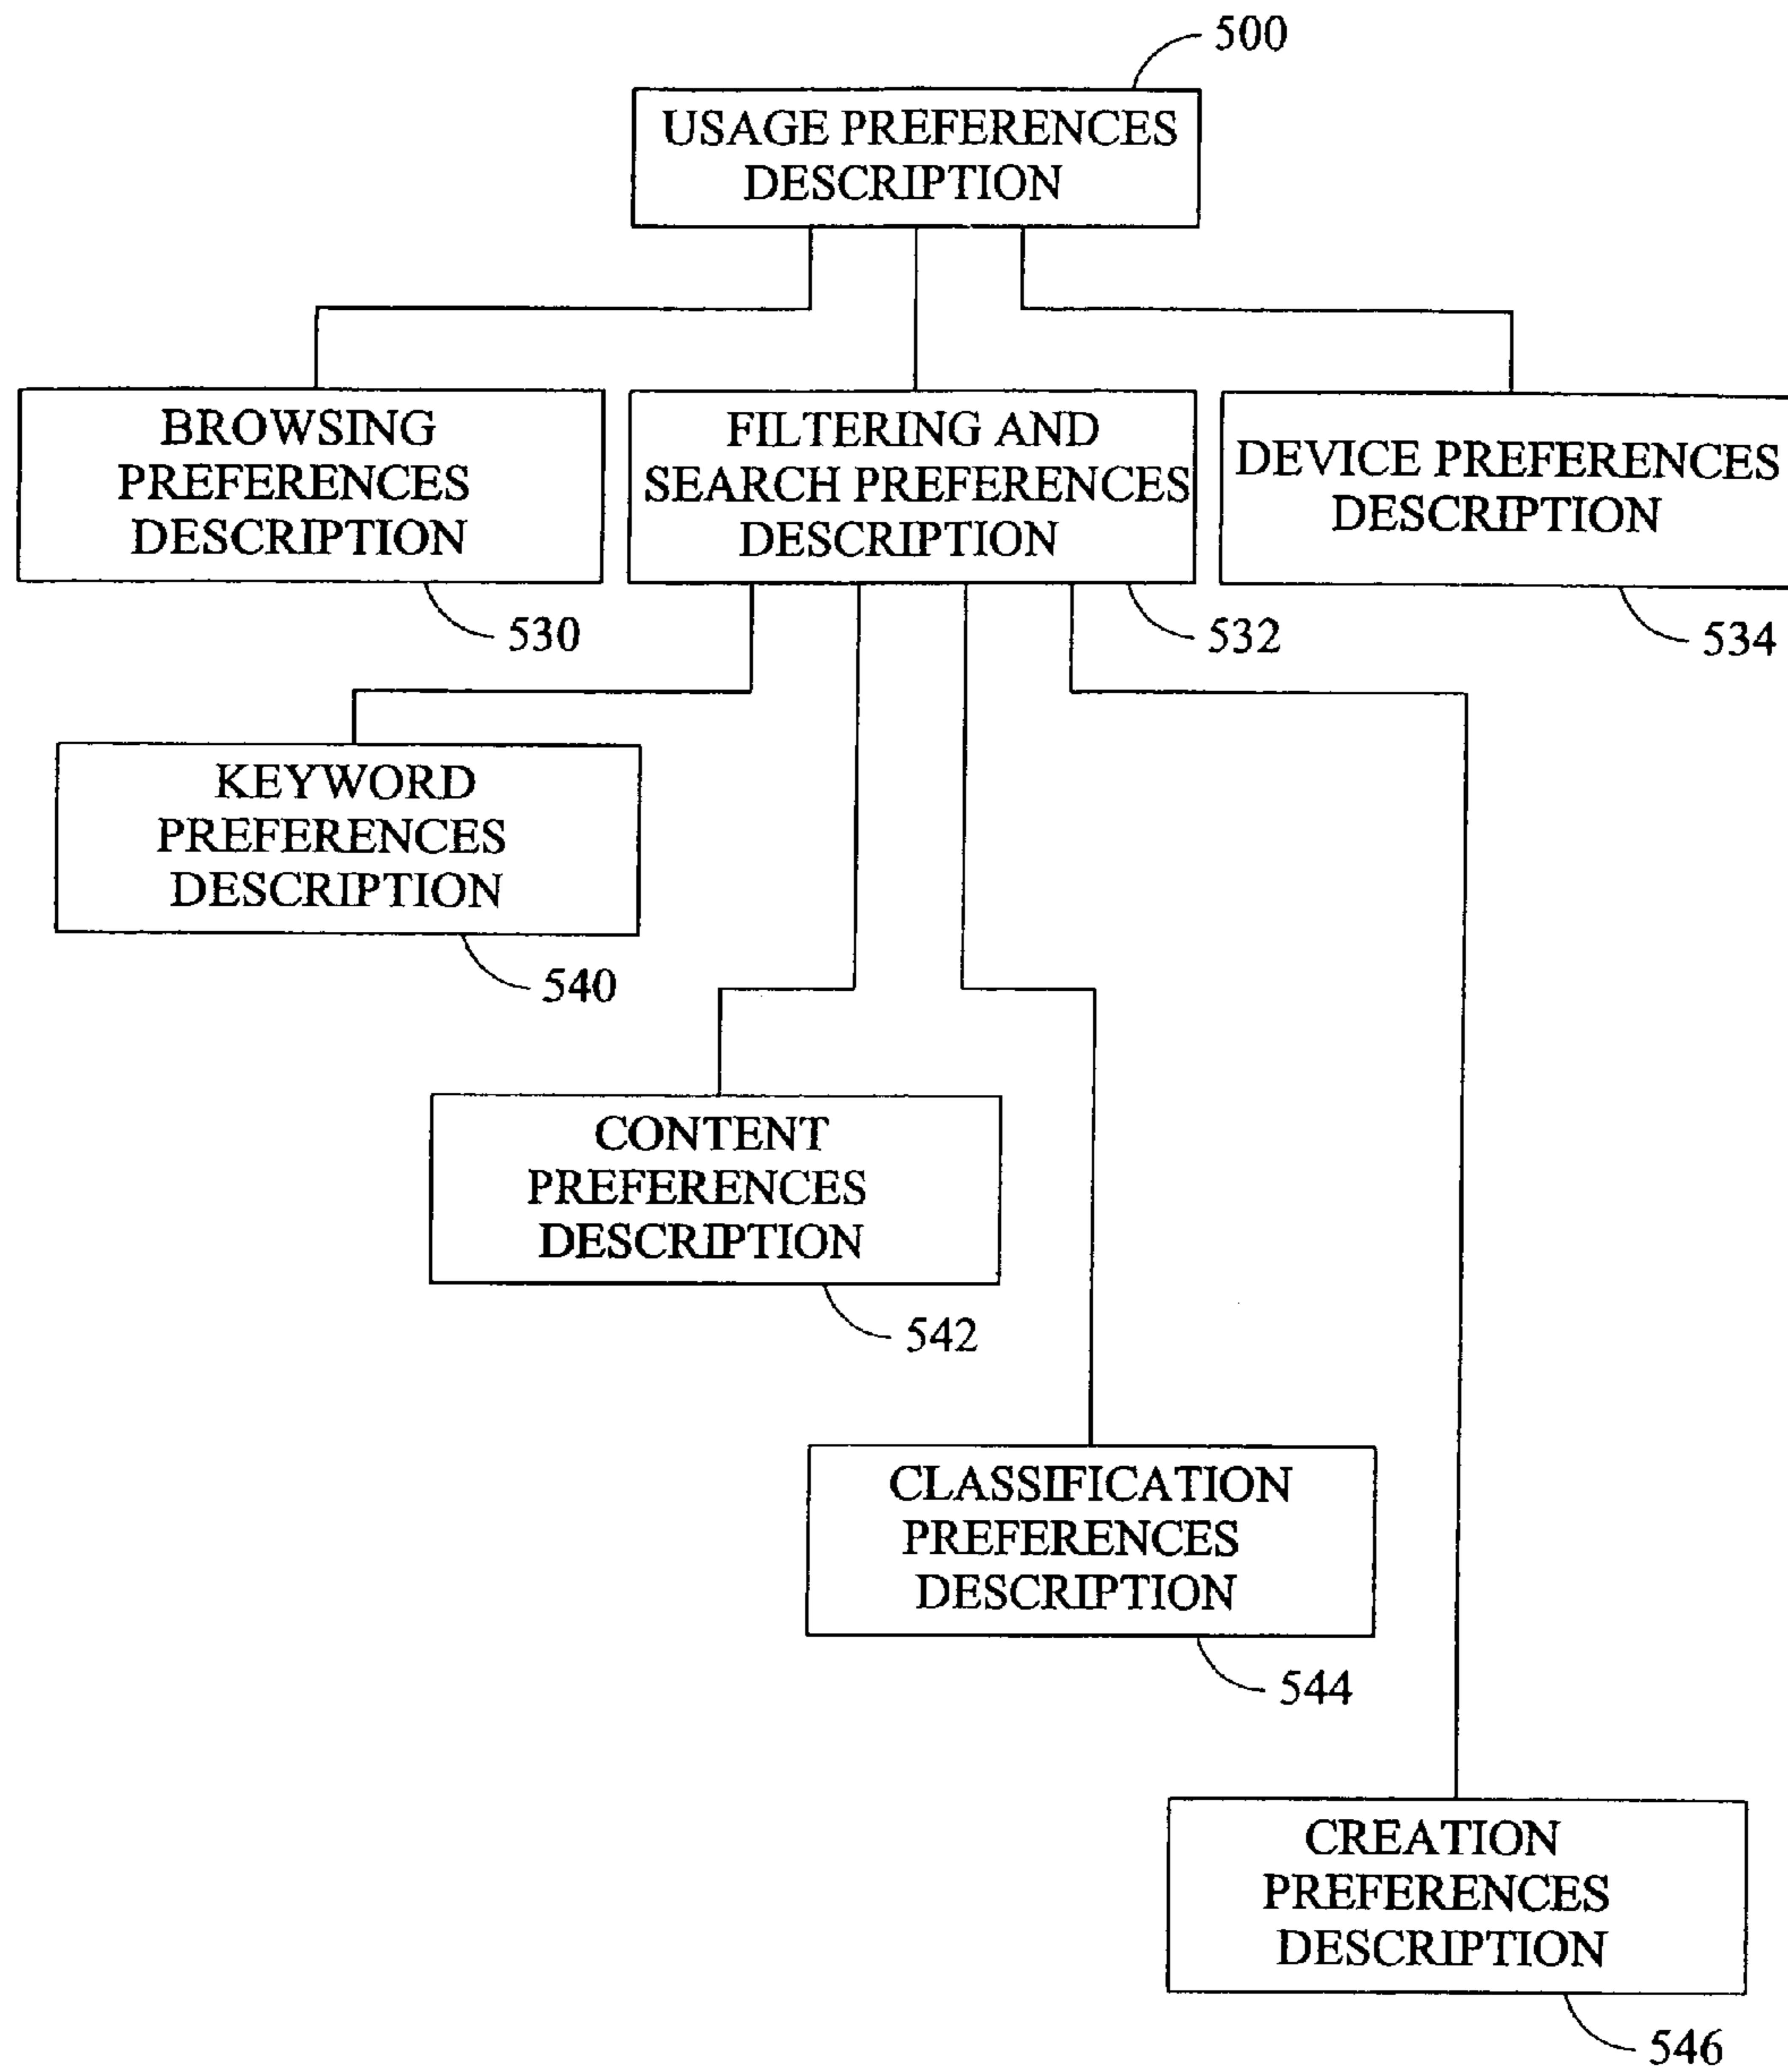 500
USAGE PREFERENCES
DESCRIPTION
BROWSING
PREFERENCES
DESCRIPTION
530
FILTERING AND
SEARCH PREFERENCES
DESCRIPTION
532
DEVICE PREFERENCES
DESCRIPTION
534
KEYWORD
PREFERENCES
DESCRIPTION
540
CONTENT
PREFERENCES
DESCRIPTION
542
CLASSIFICATION
PREFERENCES
DESCRIPTION
544
CREATION
PREFERENCES
DESCRIPTION
546